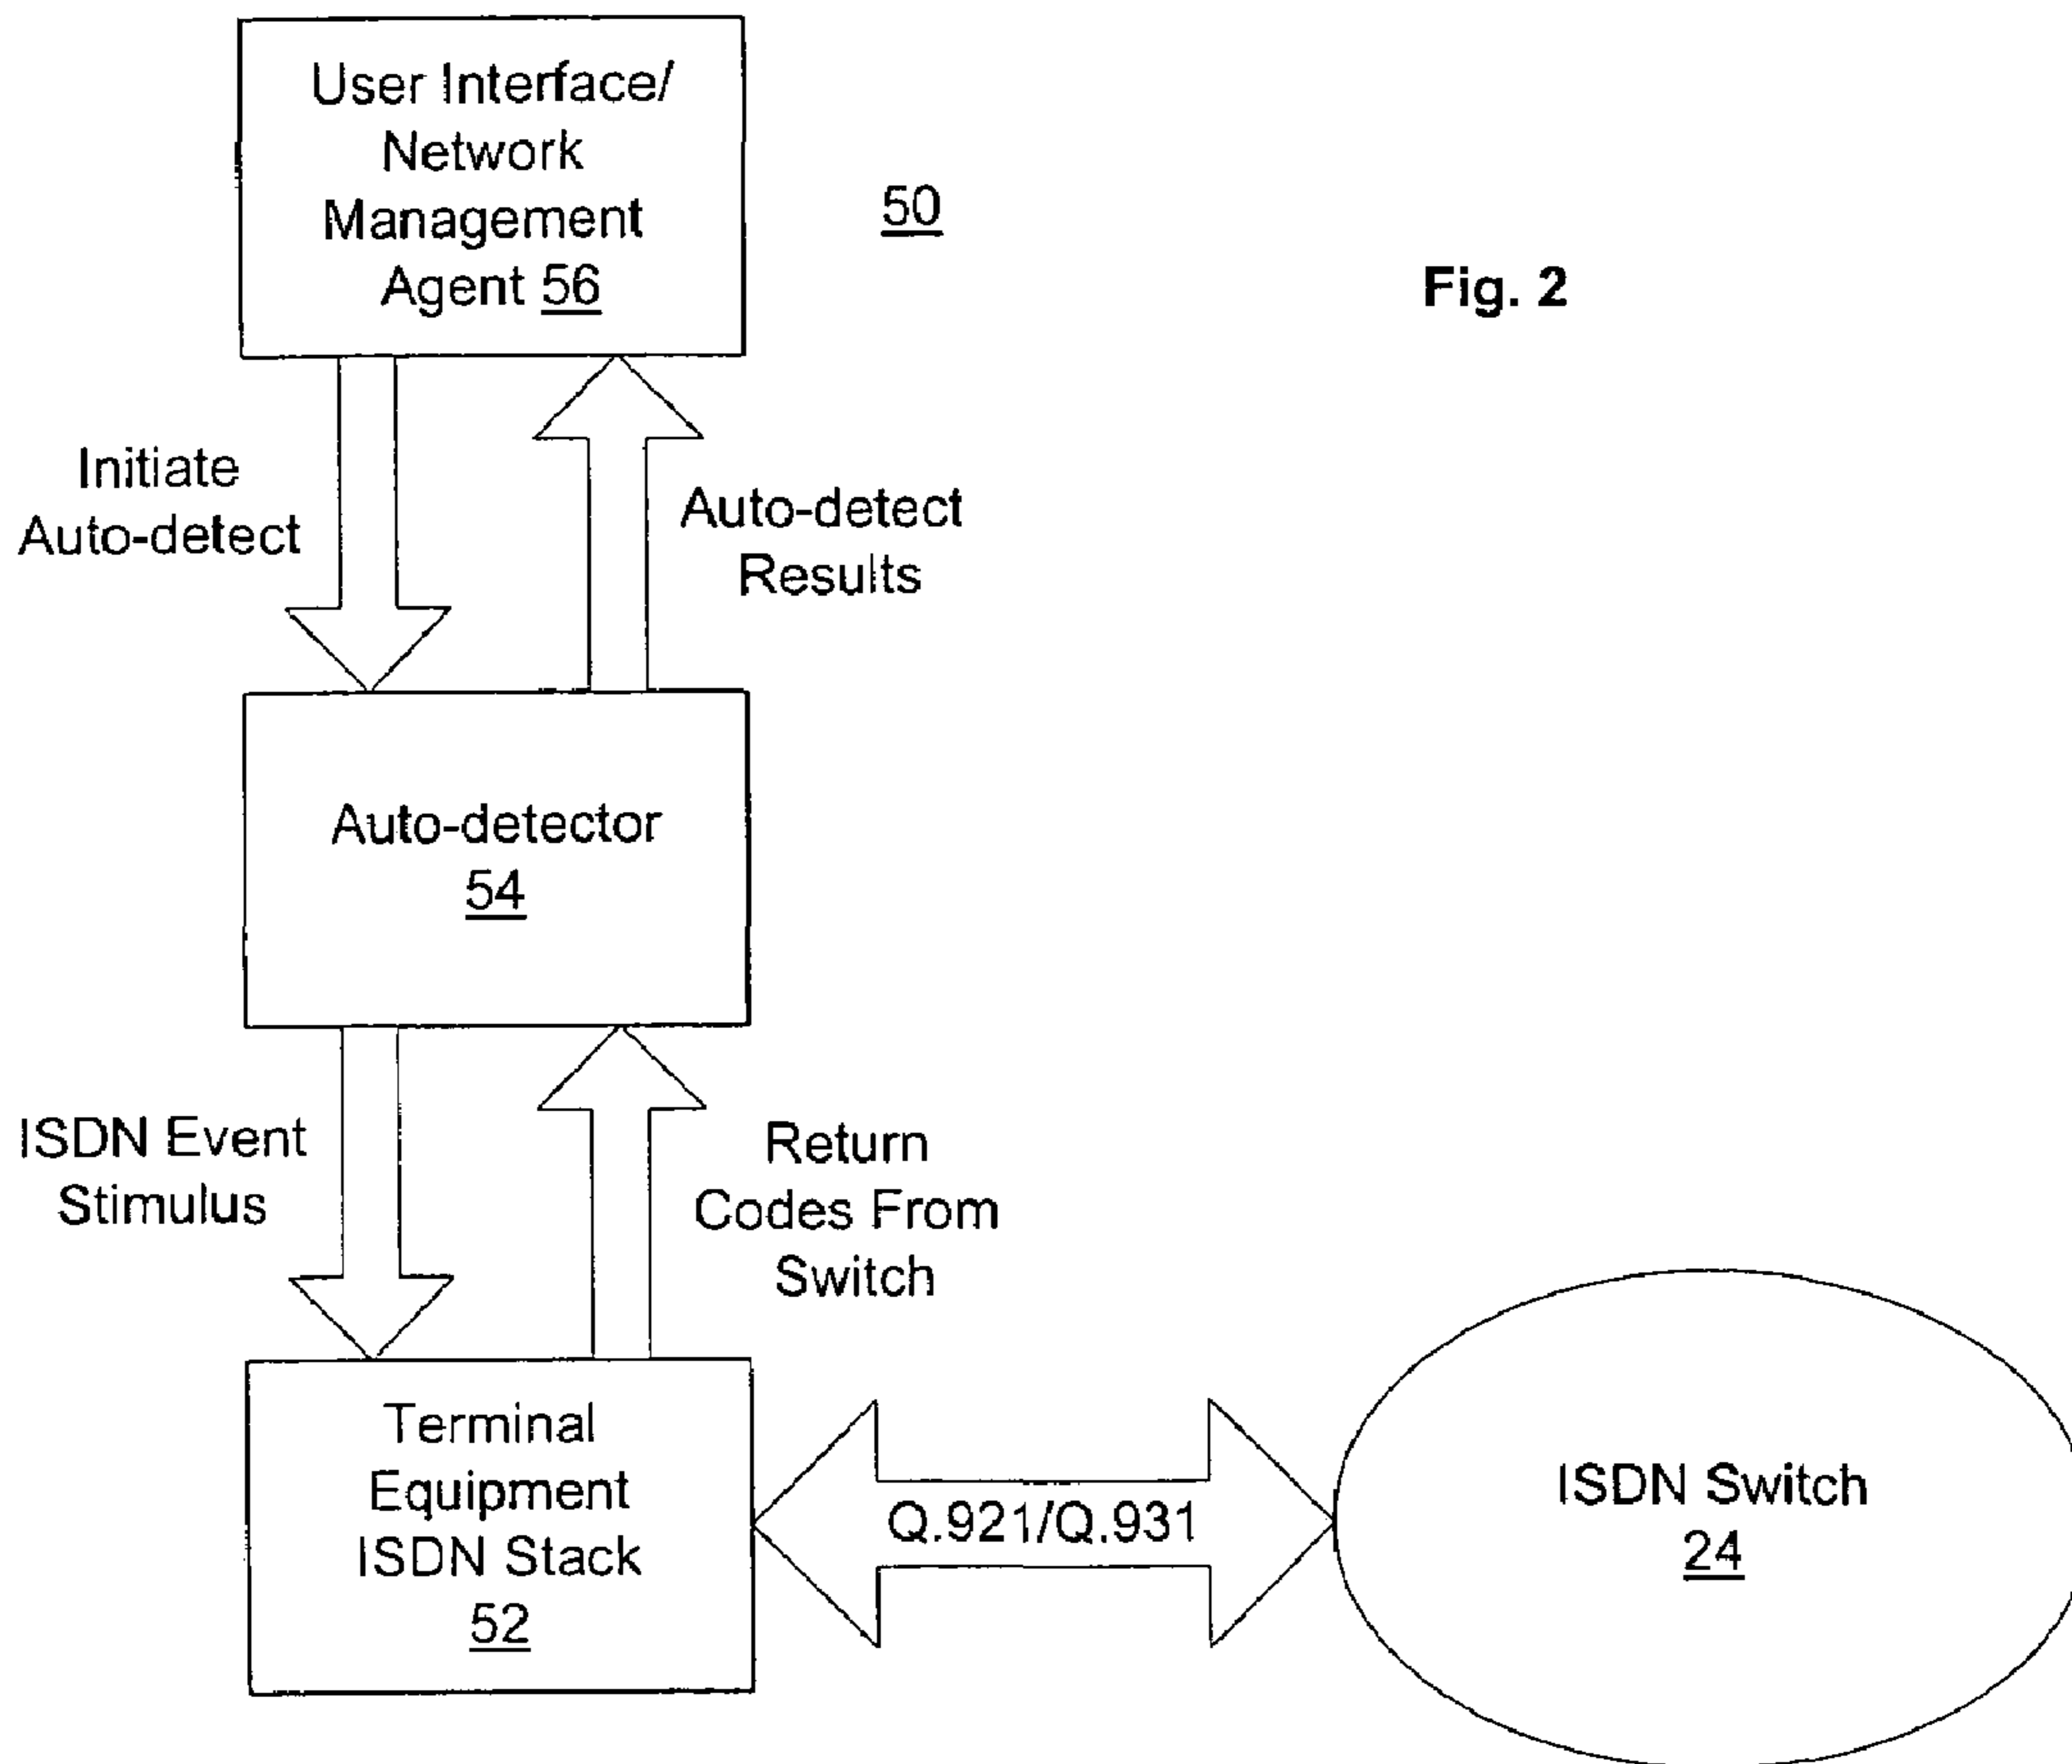 User Interface/
Network
Management
Agent 56
50
Fig. 2
Initiate
Auto-detect
Auto-detect
Results
Auto-detector
54
ISDN Event
Stimulus
Return
Codes From
Switch
Terminal
Equipment
ISDN Stack
52
Q.921/Q.931
ISDN Switch
24